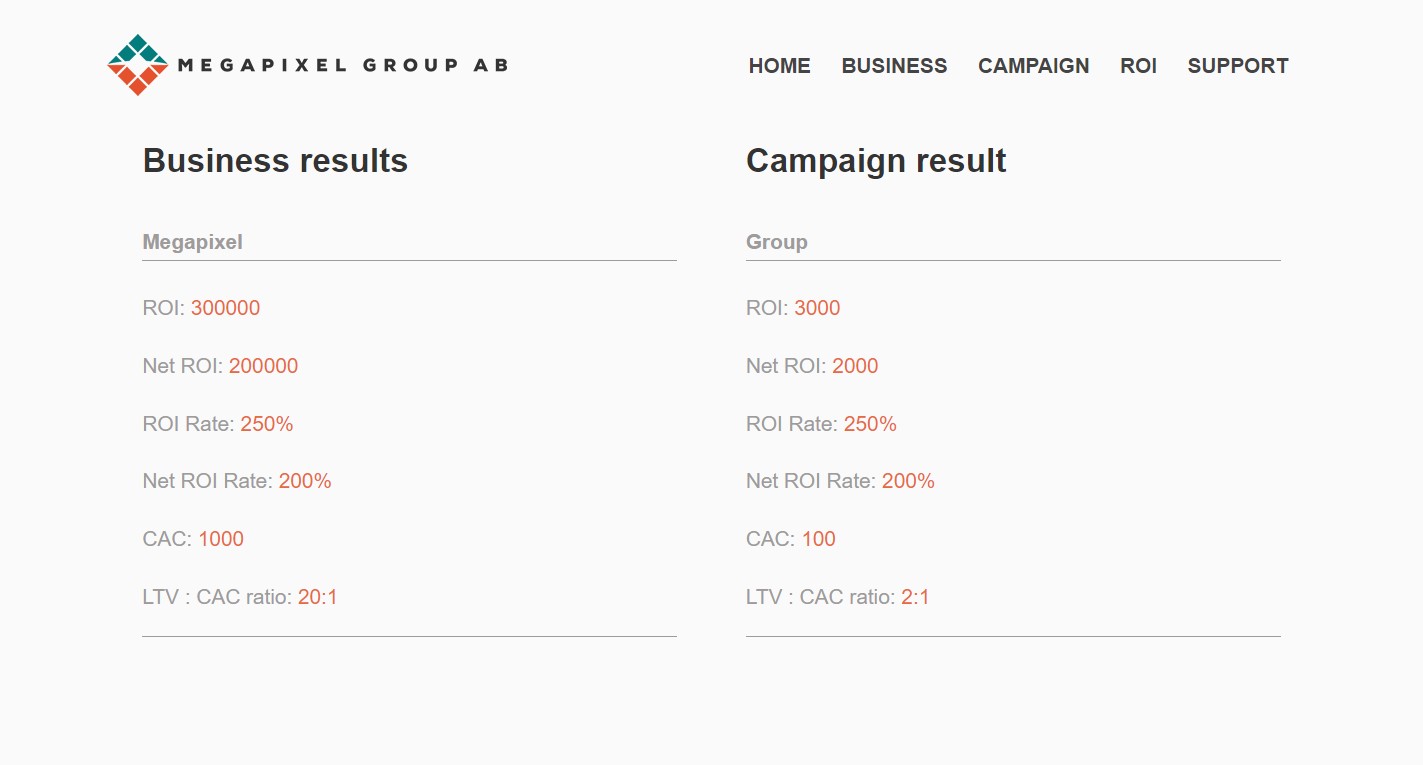 MEGAPIXEL GROUP AB
HOME BUSINESS CAMPAIGN ROI SUPPORT
Business results
Megapixel
ROI: 300000
Net ROI: 200000
ROI Rate: 250%
Net ROI Rate: 200%
CAC: 1000
LTV : CAC ratio: 20:1
Campaign result
Group
ROI: 3000
Net ROI: 2000
ROI Rate: 250%
Net ROI Rate: 200%
CAC: 100
LTV : CAC ratio: 2:1